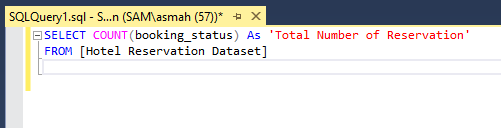 SQLQuery1.sql - S...n (SAM\asmah (57))*
SELECT COUNT(booking_status) As 'Total Number of Reservation'
FROM [Hotel Reservation Dataset]